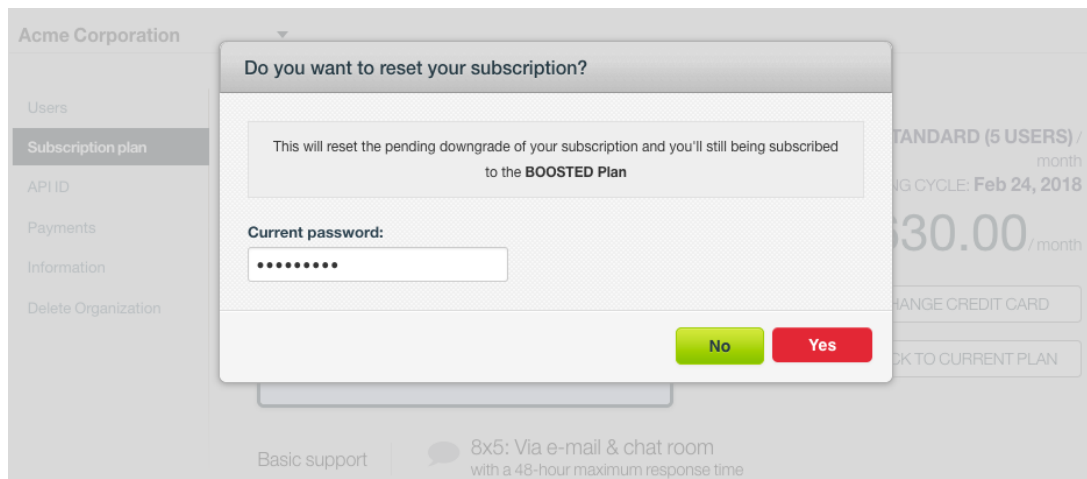 Acme Corporation
Do you want to reset your subscription?
Users
Subscription plan
API ID
Payments
Information
Delete Organization
This will reset the pending downgrade of your subscription and you'll still being subscribed
to the BOOSTED Plan
Current password:
•••••••••
No
Yes
TANDARD (5 USERS) /
month
NG CYCLE: Feb 24, 2018
30.00 / month
HANGE CREDIT CARD
CK TO CURRENT PLAN
Basic support
8x5: Via e-mail & chat room
with a 48-hour maximum response time